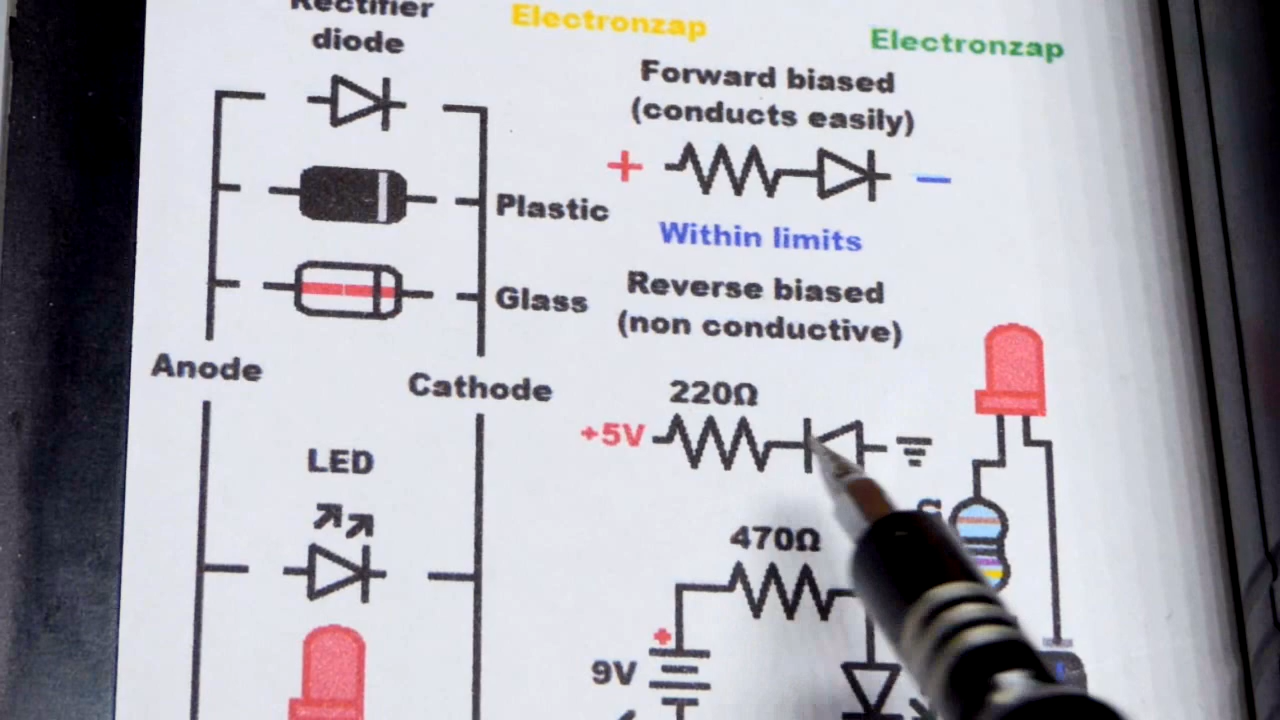 Rectifier
diode
Electronzap
Electronzap
Forward biased
(conducts easily)
+
−
Plastic
Within limits
Glass
Reverse biased
(non conductive)
Anode
Cathode
220Ω
+5V
LED
470Ω
+
9V